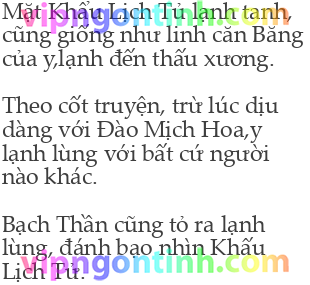 Mặt Khấu Lịch Tử lạnh tanh,
cũng giống như linh căn Băng
của y,lạnh đến thấu xương.
Theo cốt truyện, trừ lúc dịu
dàng với Đào Mịch Hoa,y
lạnh lùng với bất cứ người
nào khác.
Bạch Thần cũng tỏ ra lạnh
lùng, đánh bạo nhìn Khấu
Lịch Tử.
vipngontinh.com
vipngontinh.com